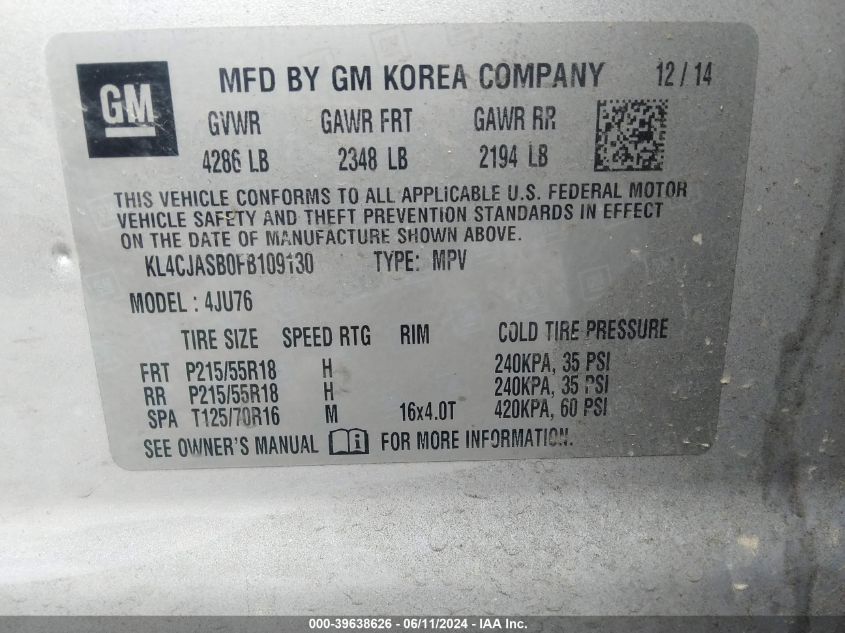 GM
MFD BY GM KOREA COMPANY 12/14
GVWR GAWR FRT GAWR RR
4286 LB 2348 LB 2194 LB
THIS VEHICLE CONFORMS TO ALL APPLICABLE U.S. FEDERAL MOTOR
VEHICLE SAFETY AND THEFT PREVENTION STANDARDS IN EFFECT
ON THE DATE OF MANUFACTURE SHOWN ABOVE.
KL4CJASB0FB109130 TYPE: MPV
MODEL : 4JU76
TIRE SIZE SPEED RTG RIM COLD TIRE PRESSURE
FRT P215/55R18 H 240KPA, 35 PSI
RR P215/55R18 H 240KPA, 35 PSI
SPA T125/70R16 M 16x4.0T 420KPA, 60 PSI
SEE OWNER'S MANUAL i FOR MORE INFORMATION.
000-39638626 - 06/11/2024 - IAA Inc.